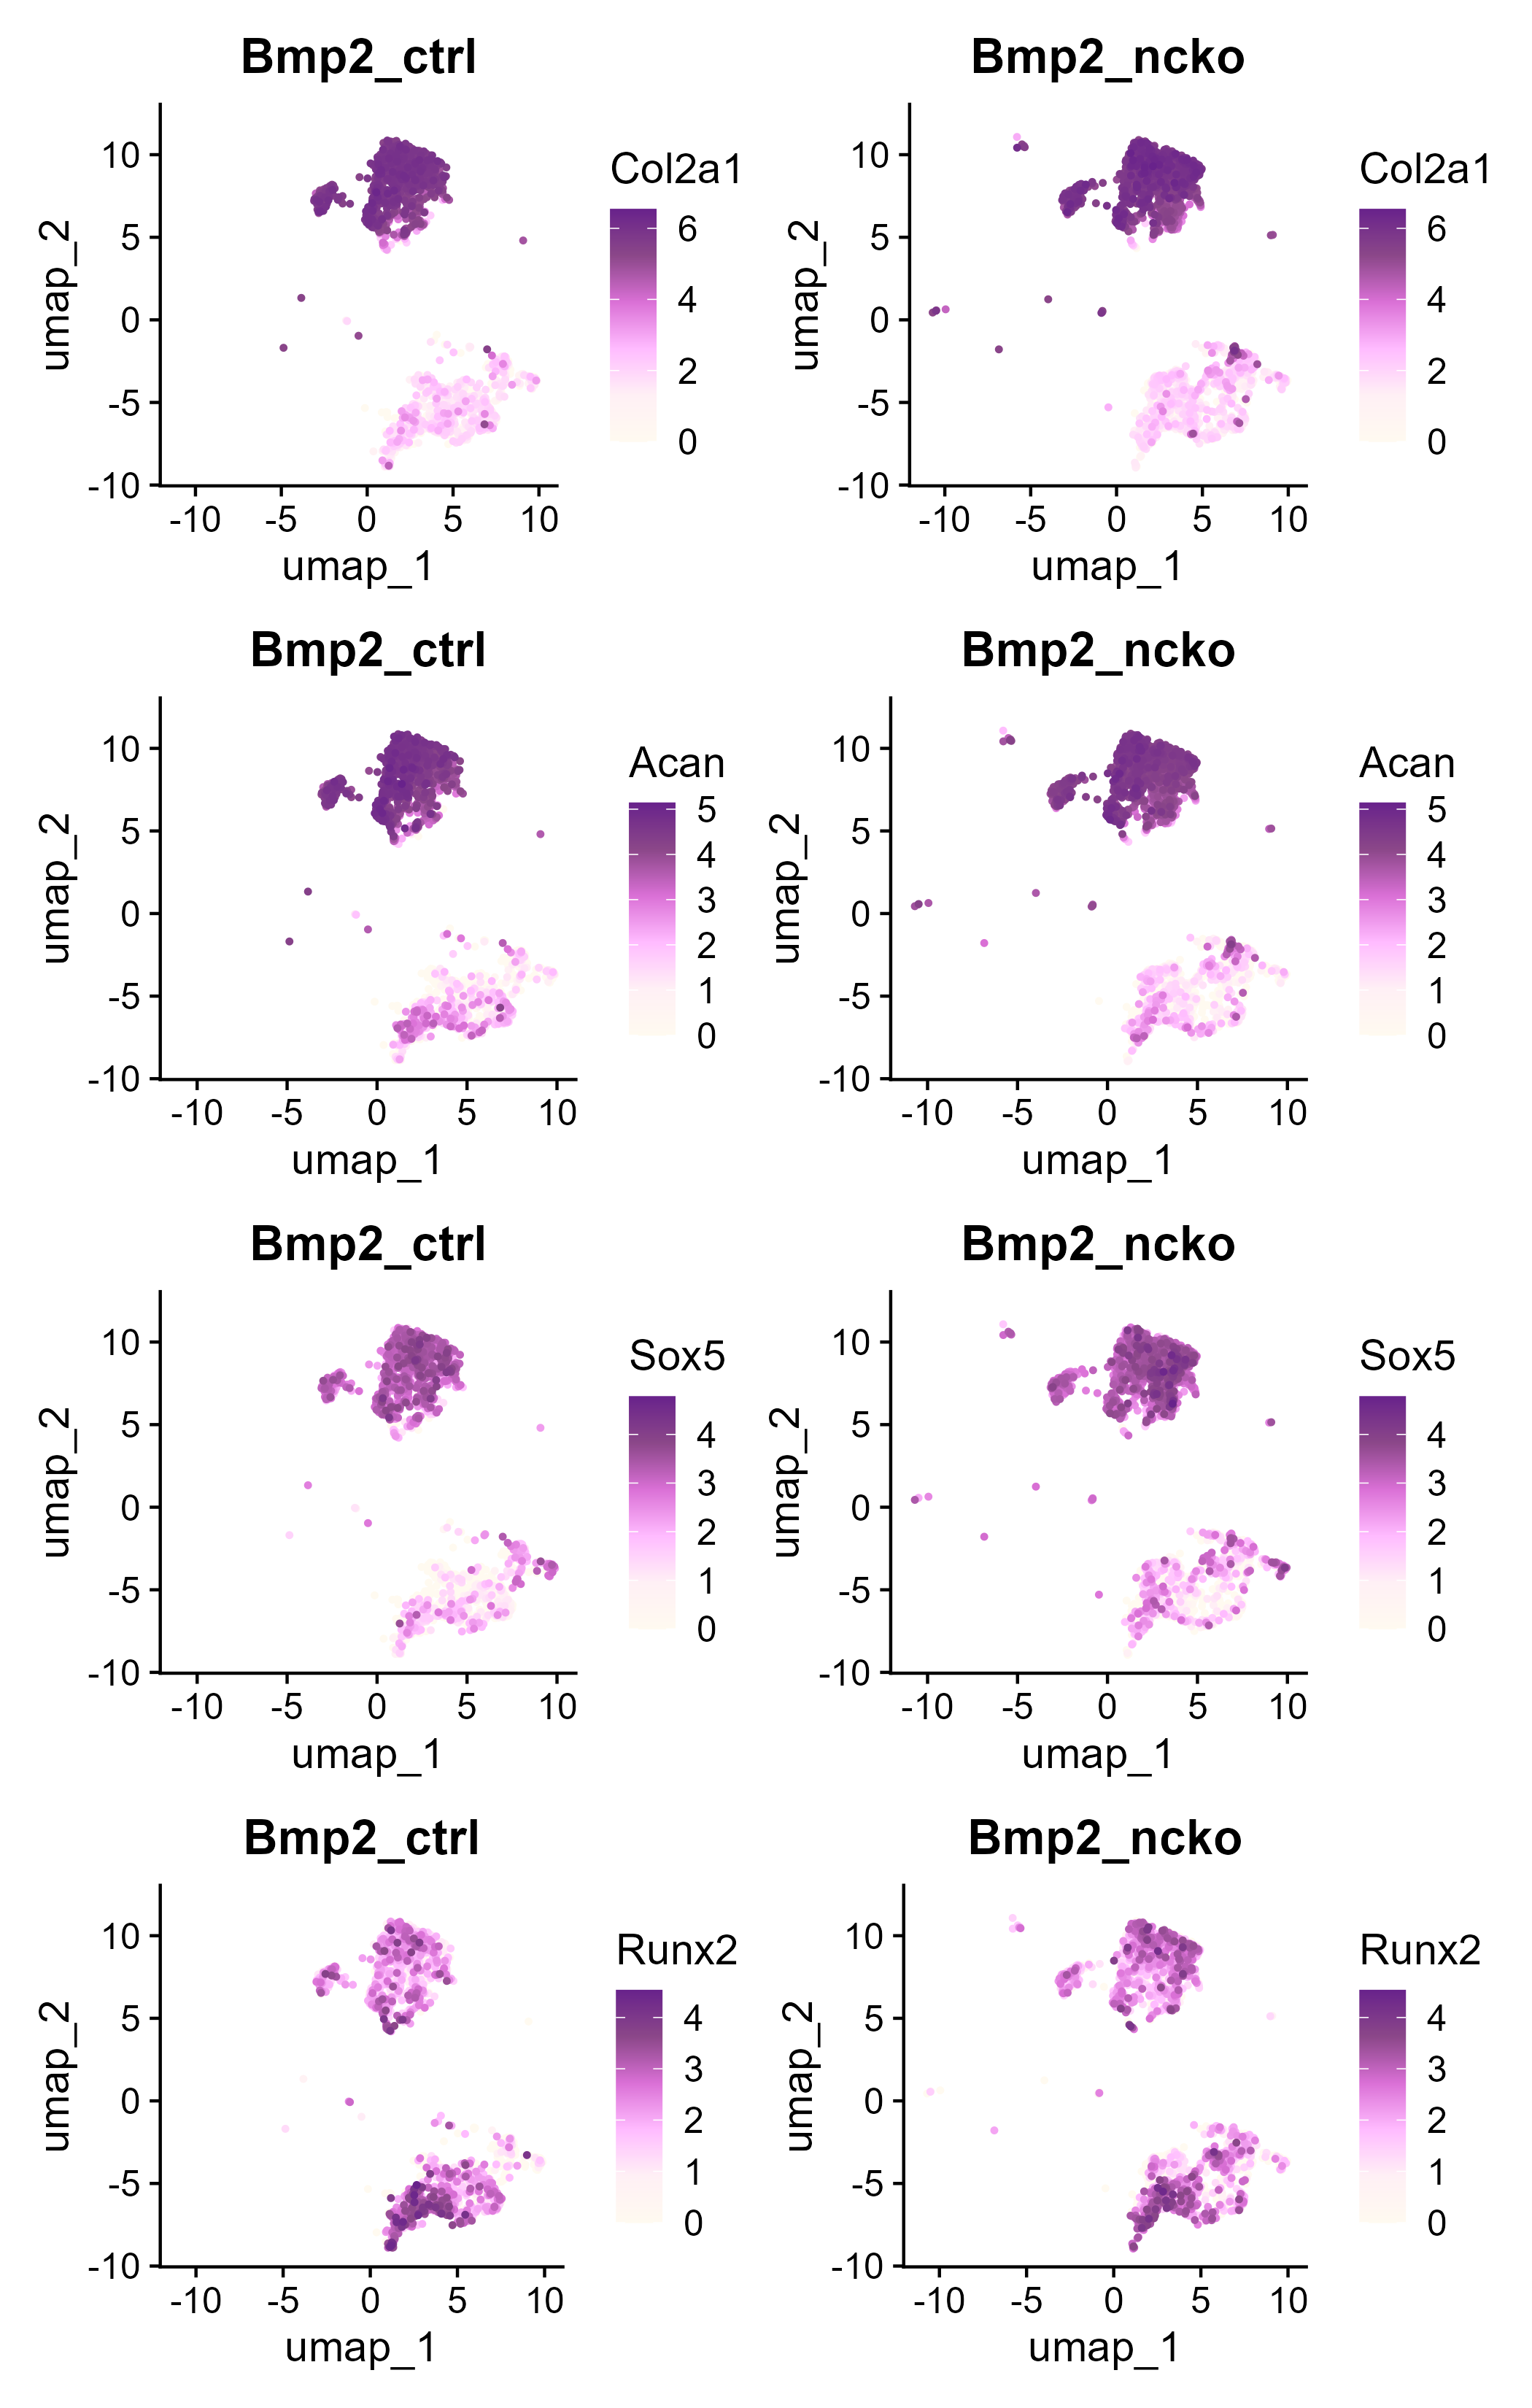 Bmp2_ctrl Bmp2_ncko
10 Col2a1 10 Col2a1
5 6 5 6
0 4 0 4
-5 2 -5 2
-10 0 -10 0
-10 -5 0 5 10 -10 -5 0 5 10
umap_1 umap_1
umap_2 umap_2
Bmp2_ctrl Bmp2_ncko
10 Acan 10 Acan
5 5 5 5
0 4 0 4
-5 3 -5 3
-10 2 -10 2
1 1
0 0
-10 -5 0 5 10 -10 -5 0 5 10
umap_1 umap_1
umap_2 umap_2
Bmp2_ctrl Bmp2_ncko
10 Sox5 10 Sox5
5 4 5 4
0 3 0 3
-5 2 -5 2
-10 1 -10 1
0 0
-10 -5 0 5 10 -10 -5 0 5 10
umap_1 umap_1
umap_2 umap_2
Bmp2_ctrl Bmp2_ncko
10 Runx2 10 Runx2
5 4 5 4
0 3 0 3
-5 2 -5 2
-10 1 -10 1
0 0
-10 -5 0 5 10 -10 -5 0 5 10
umap_1 umap_1
umap_2 umap_2